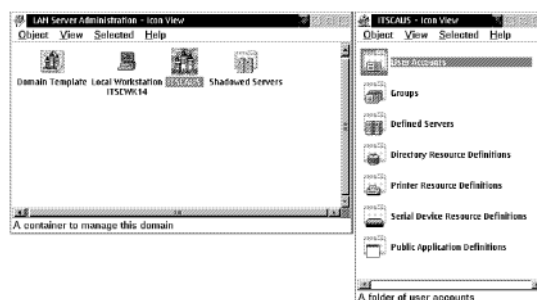 LAN Server Administration - Icon View
Object View Selected Help
Domain Template
Local Workstation
ITSCWK14
ITSCAUS
Shadowed Servers
A container to manage this domain
ITSCAUS - Icon View
Object View Selected Help
User Accounts
Groups
Defined Servers
Directory Resource Definitions
Printer Resource Definitions
Serial Device Resource Definitions
Public Application Definitions
A folder of user accounts